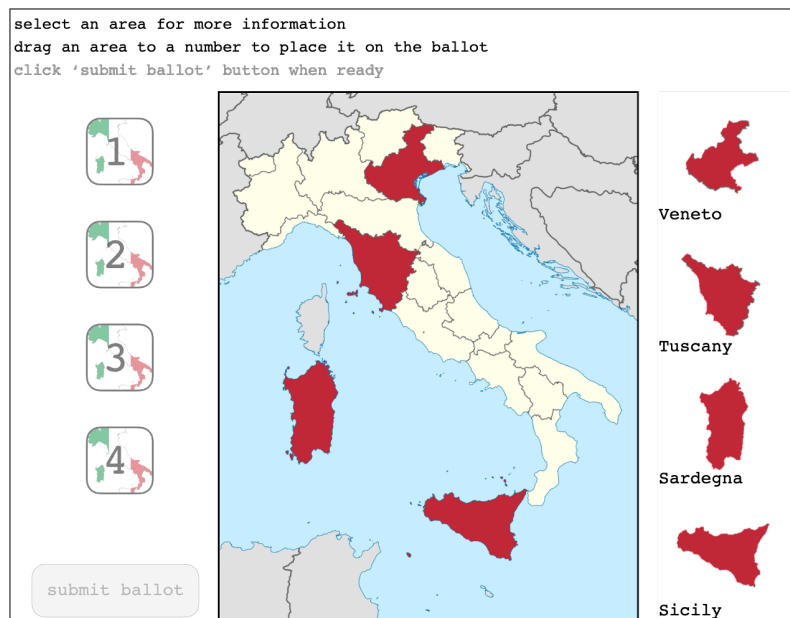 select an area for more information
drag an area to a number to place it on the ballot
click ‘submit ballot’ button when ready
1
2
3
4
submit ballot
Veneto
Tuscany
Sardegna
Sicily